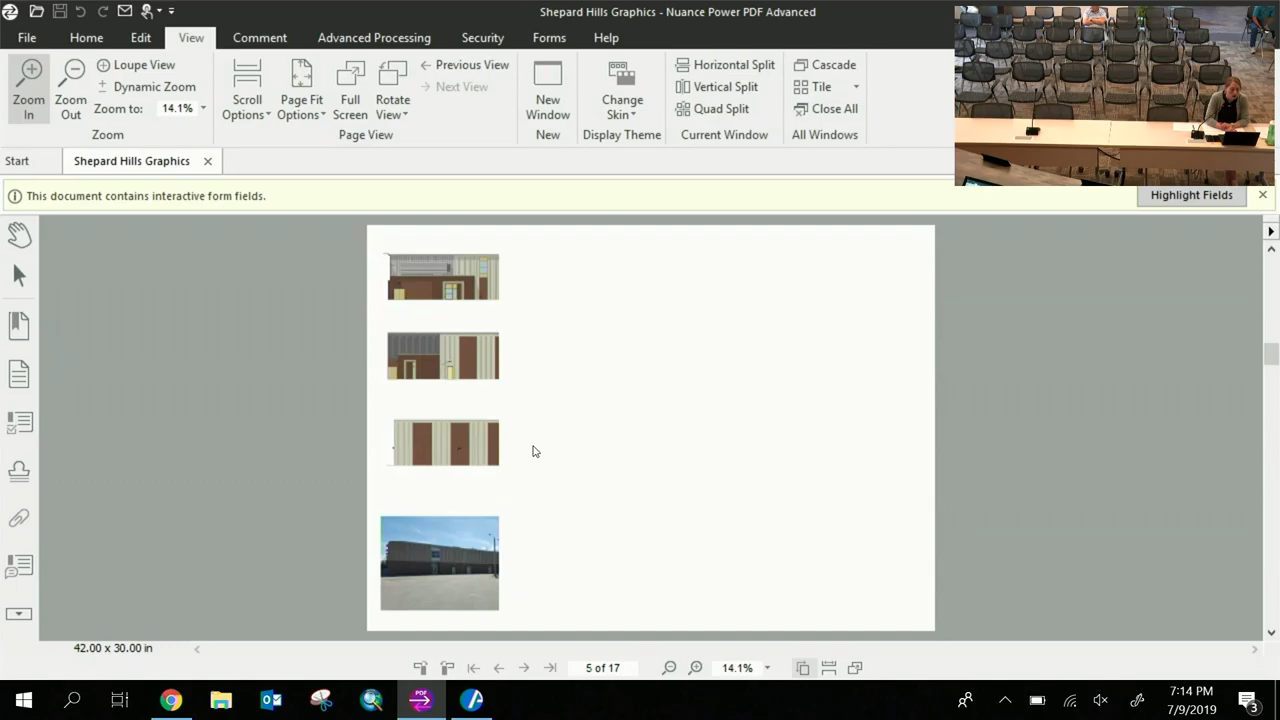 Shepard Hills Graphics - Nuance Power PDF Advanced
File Home Edit View Comment Advanced Processing Security Forms Help
Zoom In
Zoom Out
Loupe View
Dynamic Zoom
Zoom to: 14.1%
Zoom
Scroll Options
Page Fit Options
Full Screen
Rotate View
Previous View
Next View
Page View
New Window
New
Change Skin
Display Theme
Horizontal Split
Vertical Split
Quad Split
Current Window
Cascade
Tile
Close All
All Windows
Start Shepard Hills Graphics
This document contains interactive form fields. Highlight Fields
42.00 x 30.00 in
5 of 17 14.1%
PDF
7:14 PM
7/9/2019
3